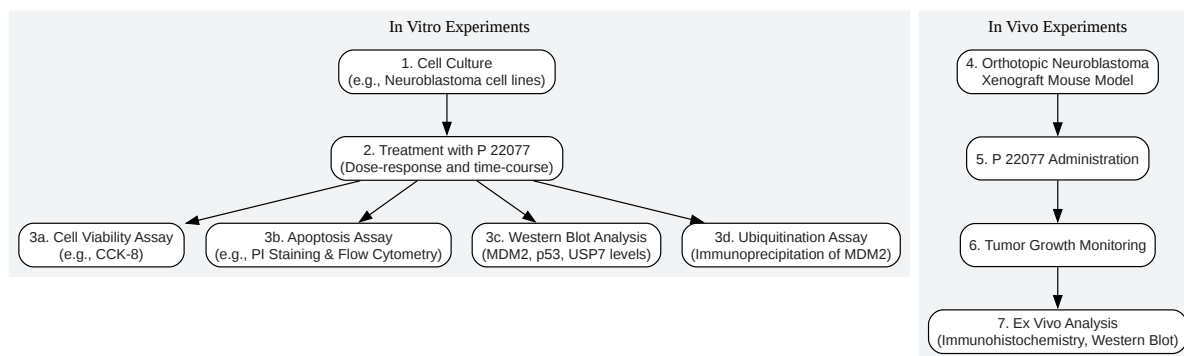 In Vitro Experiments
1. Cell Culture
(e.g., Neuroblastoma cell lines)
2. Treatment with P 22077
(Dose-response and time-course)
3a. Cell Viability Assay
(e.g., CCK-8)
3b. Apoptosis Assay
(e.g., PI Staining & Flow Cytometry)
3c. Western Blot Analysis
(MDM2, p53, USP7 levels)
3d. Ubiquitination Assay
(Immunoprecipitation of MDM2)
In Vivo Experiments
4. Orthotopic Neuroblastoma
Xenograft Mouse Model
5. P 22077 Administration
6. Tumor Growth Monitoring
7. Ex Vivo Analysis
(Immunohistochemistry, Western Blot)